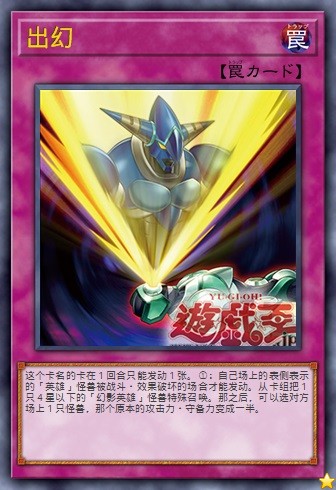 出幻
トラップ
罠
【罠カード】
YU-GI-OH!
遊戯王
这个卡名的卡在1回合只能发动1张。①：自己场上的表侧表示
的「英雄」怪兽被战斗·效果破坏的场合才能发动。从卡组把1
只4星以下的「幻影英雄」怪兽特殊召唤。那之后，可以选对方
场上1只怪兽，那个原本的攻击力·守备力变成一半。